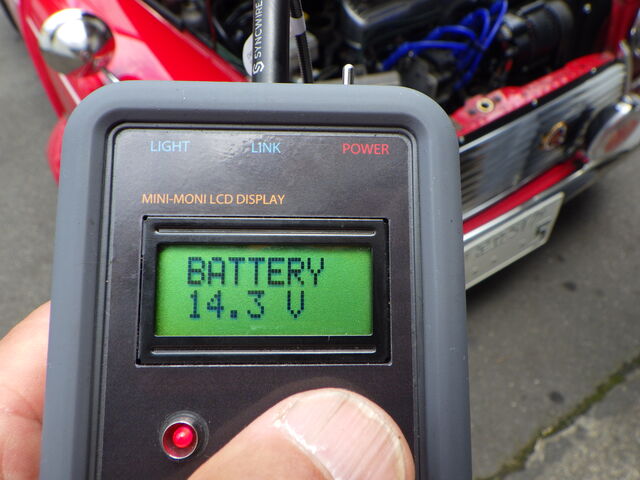 SYNCWIRE
LIGHT LINK POWER
MINI-MONI LCD DISPLAY
BATTERY
14.3 V